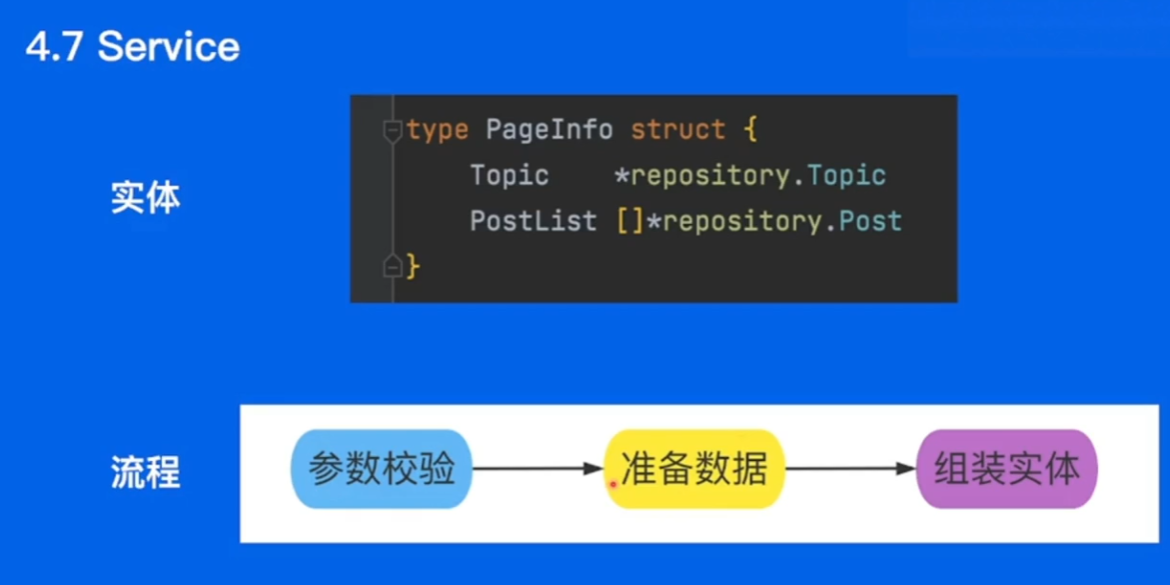 4.7 Service
实体
type PageInfo struct {
    Topic    *repository.Topic
    PostList []*repository.Post
}
流程
参数校验
准备数据
组装实体